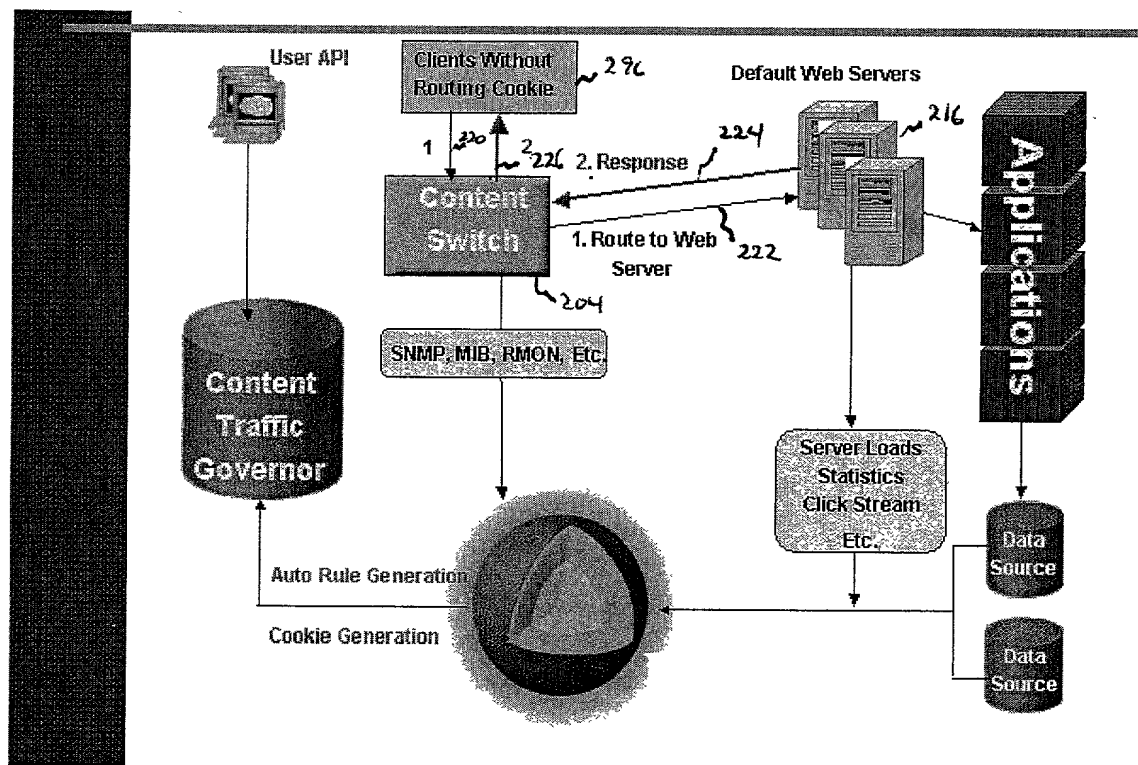 User API
Clients Without
Routing Cookie
296
Default Web Servers
216
1
220
2
226
2. Response
224
Content
Switch
1. Route to Web
Server
222
204
Applications
SNMP, MIB, RMON, Etc.
Content
Traffic
Governor
Server Loads
Statistics
Click Stream
Etc.
Data
Source
Auto Rule Generation
Cookie Generation
Data
Source